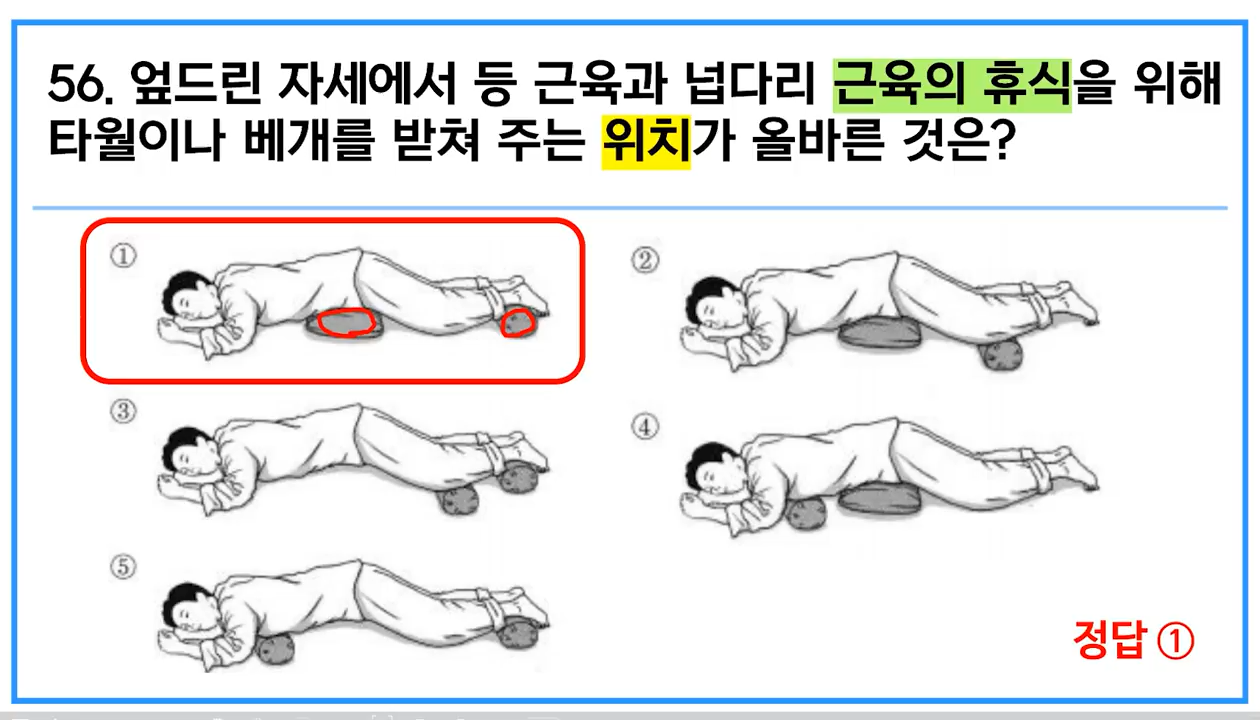 56. 엎드린 자세에서 등 근육과 넙다리 근육의 휴식을 위해
타월이나 베개를 받쳐 주는 위치가 올바른 것은?
①
②
③
④
⑤
정답 ①